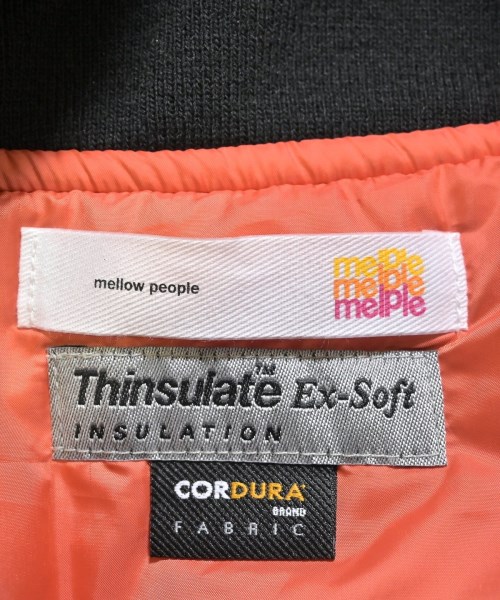 mellow people
melple
melple
melple
Thinsulate™ Ex-Soft
INSULATION
CORDURA®
BRAND
FABRIC